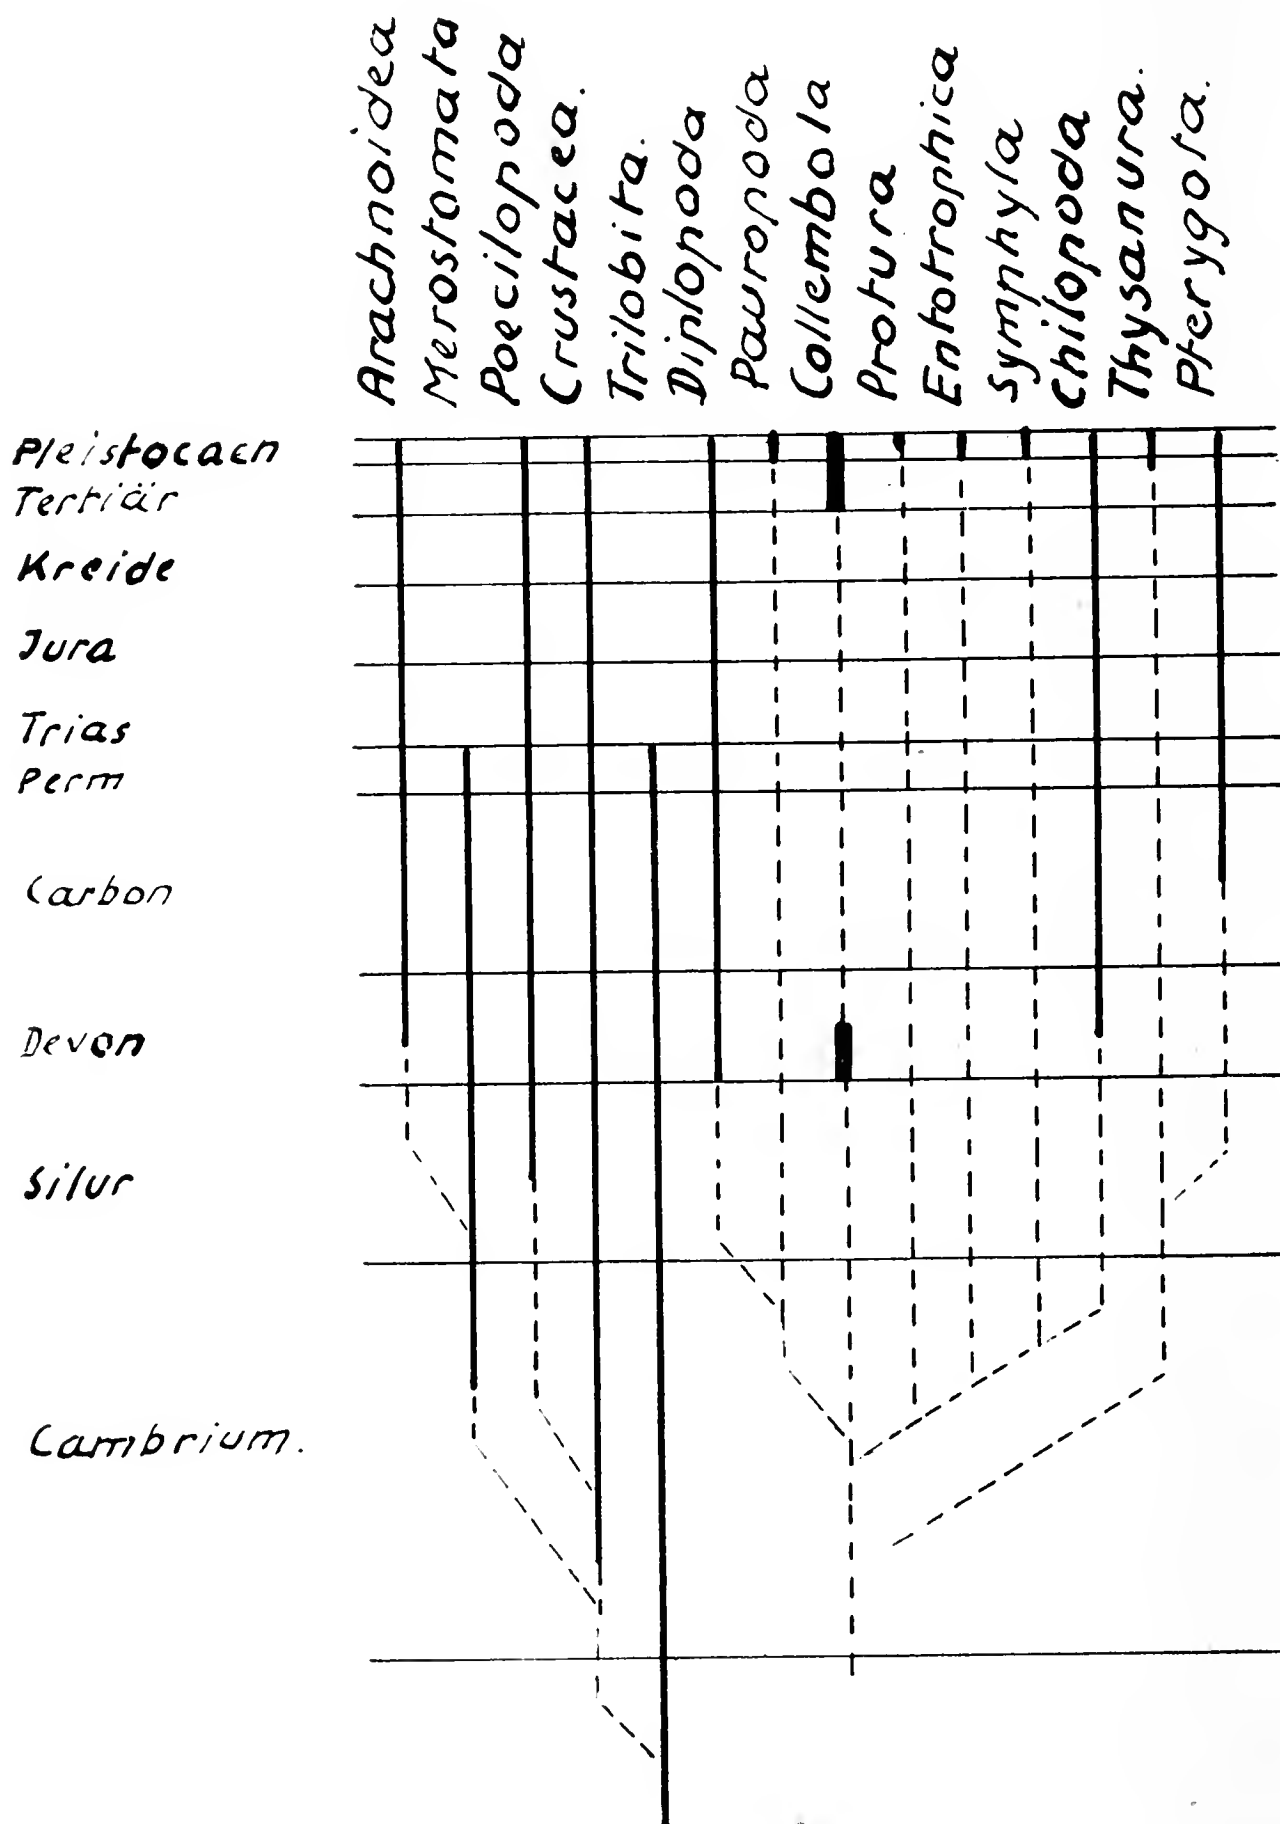 Arachnoidea
Merostomata
Poecilopoda
Crustacea.
Trilobita.
Diplopoda
Pauropoda
Collembola
Protura
Entotrophica
Symphyla
Chilopoda
Thysanura.
Pterygota.
Pleistocaen
Tertiär
Kreide
Jura
Trias
Perm
Carbon
Devon
Silur
Cambrium.